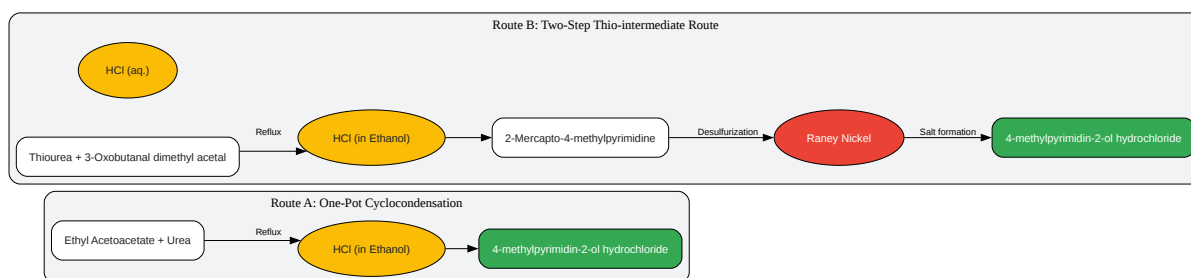 Route B: Two-Step Thio-intermediate Route
HCl (aq.)
Thiourea + 3-Oxobutanal dimethyl acetal
Reflux
HCl (in Ethanol)
2-Mercapto-4-methylpyrimidine
Desulfurization
Raney Nickel
Salt formation
4-methylpyrimidin-2-ol hydrochloride
Route A: One-Pot Cyclocondensation
Ethyl Acetoacetate + Urea
Reflux
HCl (in Ethanol)
4-methylpyrimidin-2-ol hydrochloride